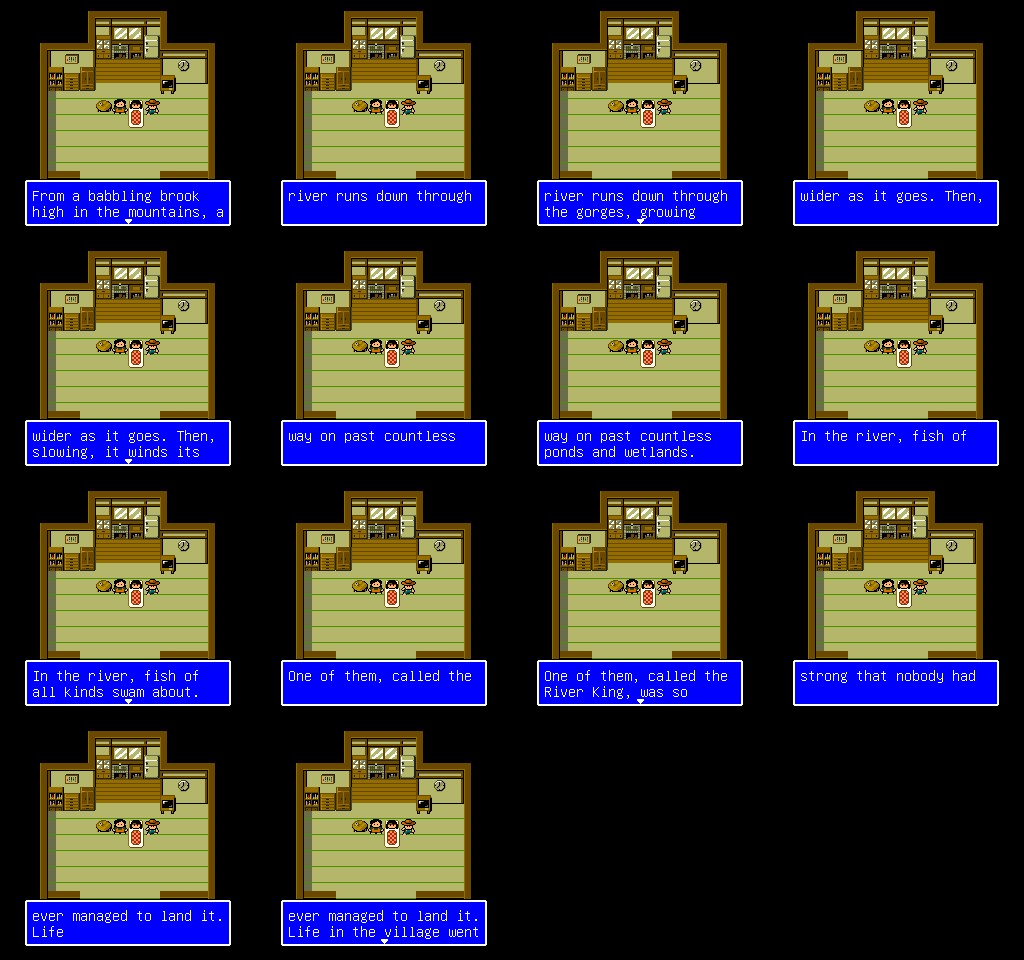 From a babbling brook
high in the mountains, a
river runs down through
river runs down through
the gorges, growing
wider as it goes. Then,
wider as it goes. Then,
slowing, it winds its
way on past countless
way on past countless
ponds and wetlands.
In the river, fish of
In the river, fish of
all kinds swam about.
One of them, called the
One of them, called the
River King, was so
strong that nobody had
ever managed to land it.
Life
ever managed to land it.
Life in the village went